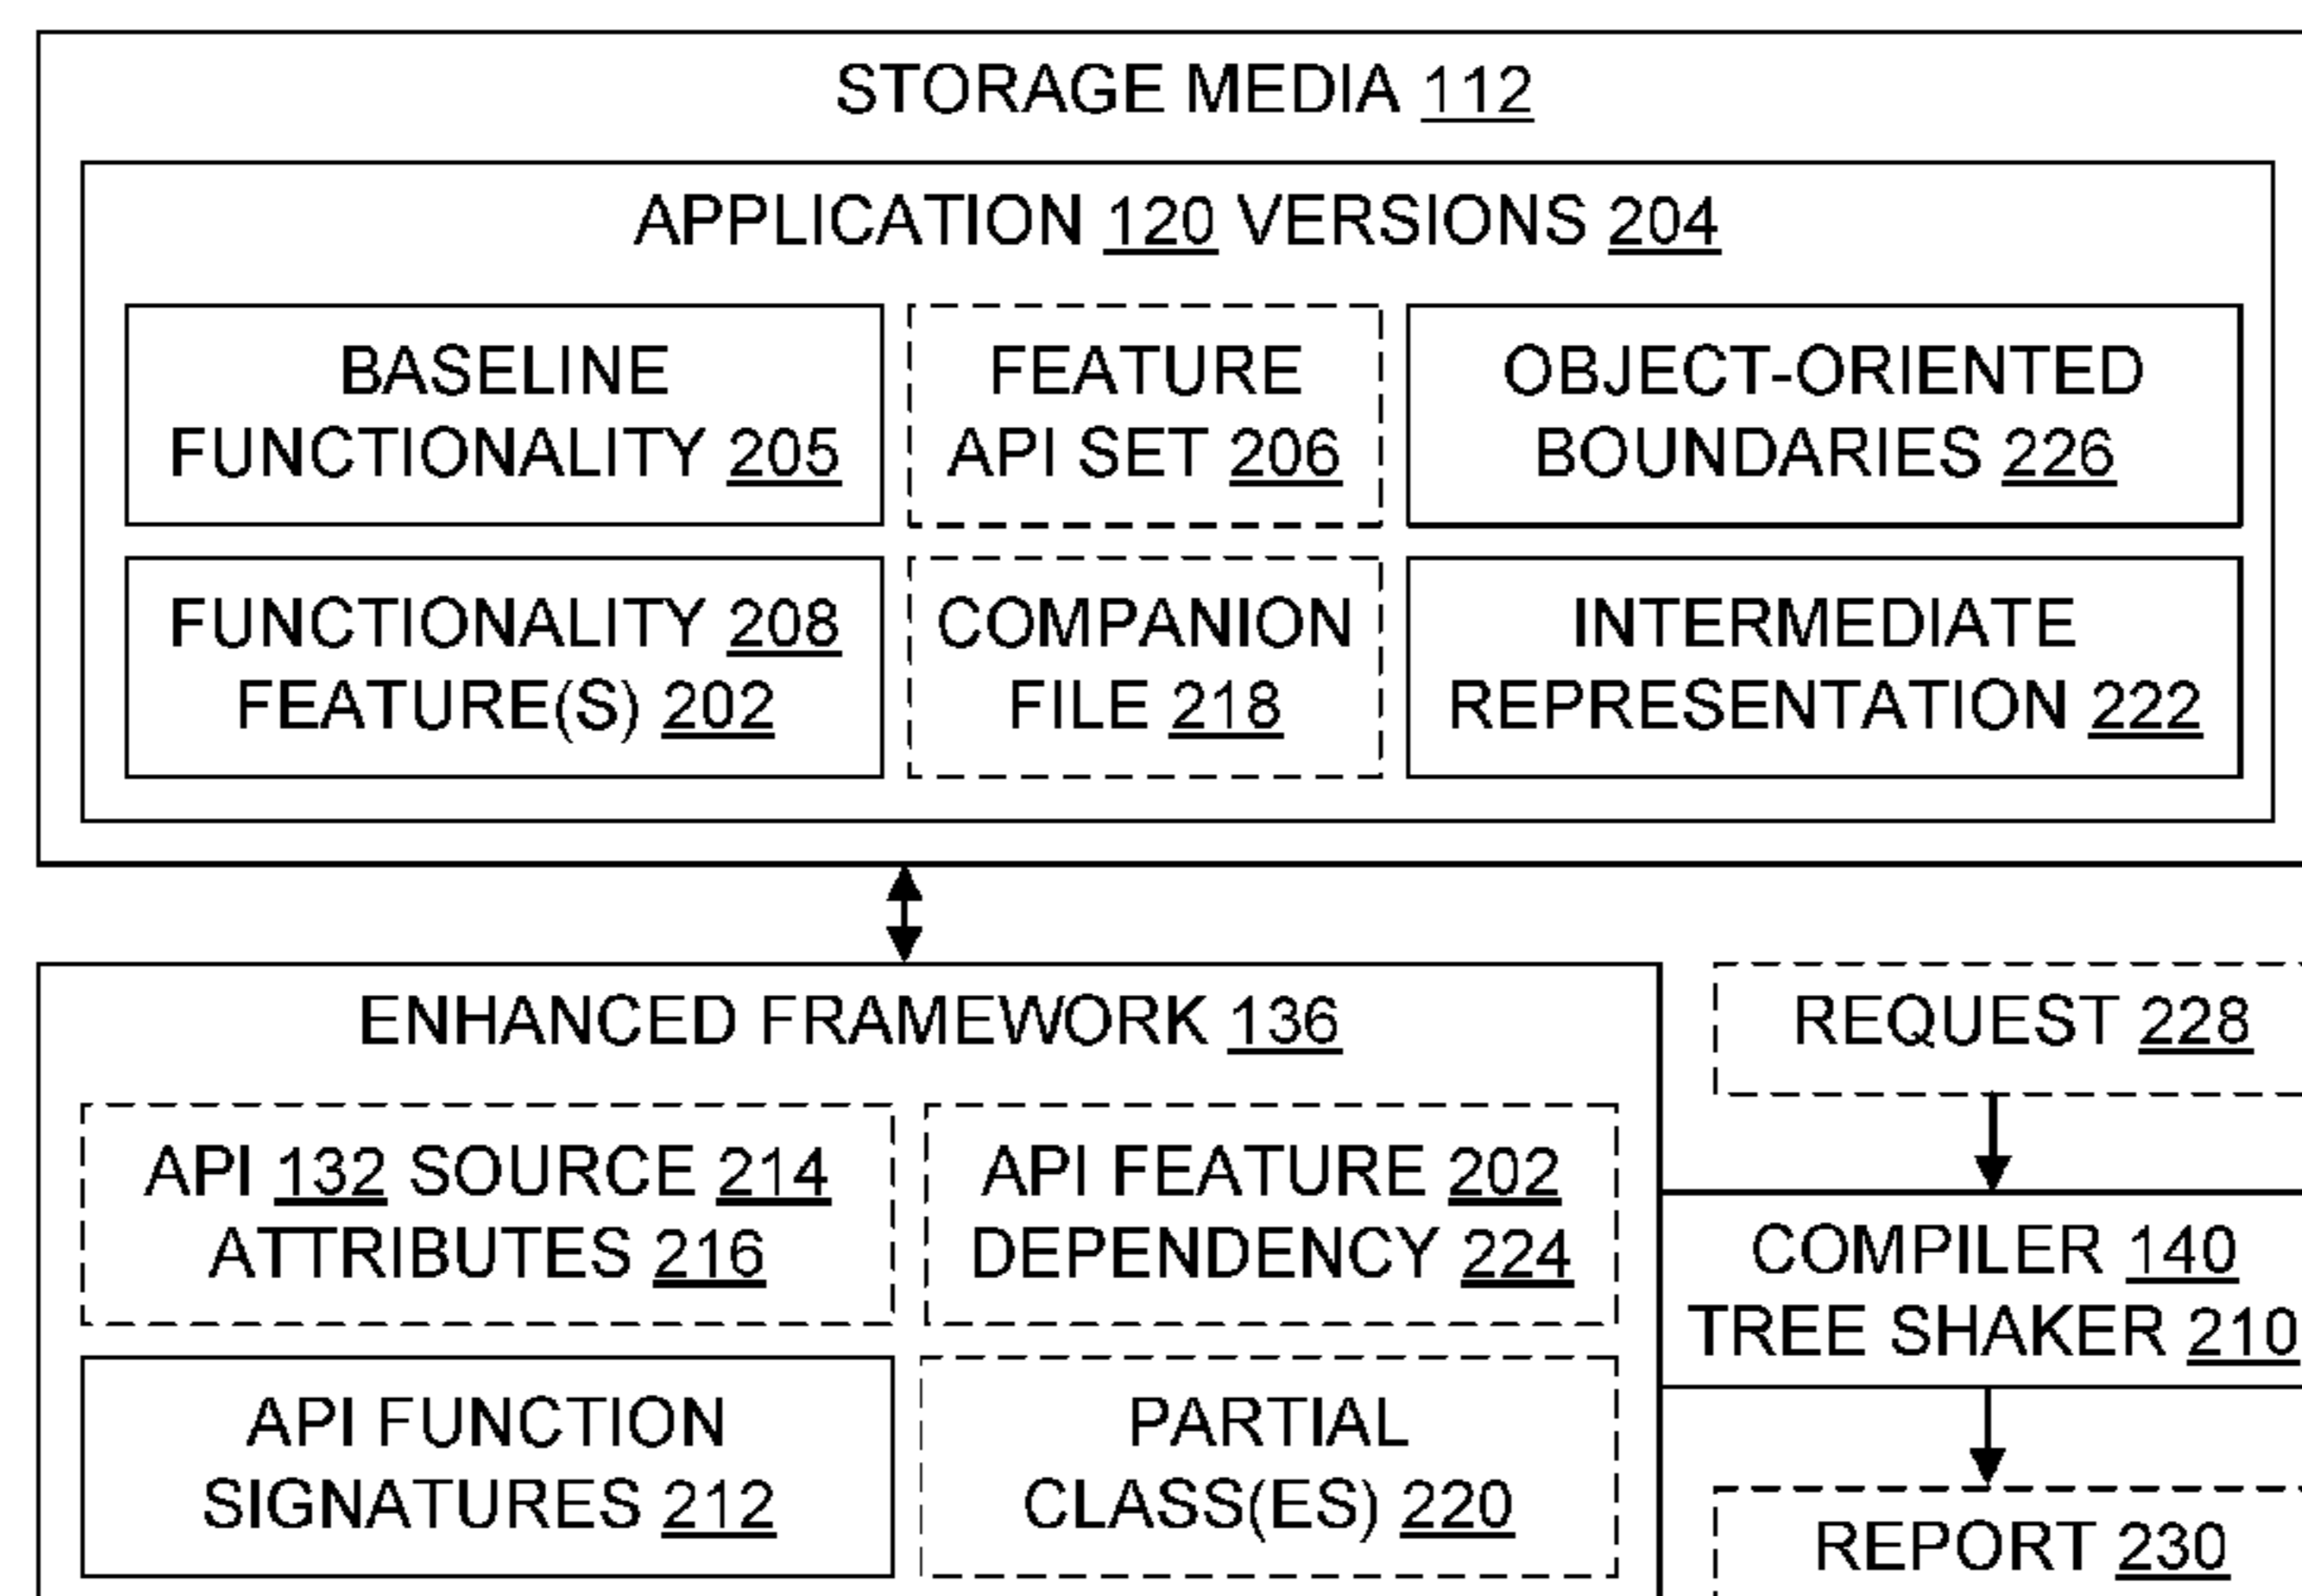 STORAGE MEDIA 112
APPLICATION 120 VERSIONS 204
BASELINE
FUNCTIONALITY 205
FEATURE
API SET 206
OBJECT-ORIENTED
BOUNDARIES 226
FUNCTIONALITY 208
FEATURE(S) 202
COMPANION
FILE 218
INTERMEDIATE
REPRESENTATION 222
ENHANCED FRAMEWORK 136
API 132 SOURCE 214
ATTRIBUTES 216
API FEATURE 202
DEPENDENCY 224
API FUNCTION
SIGNATURES 212
PARTIAL
CLASS(ES) 220
REQUEST 228
COMPILER 140
TREE SHAKER 210
REPORT 230